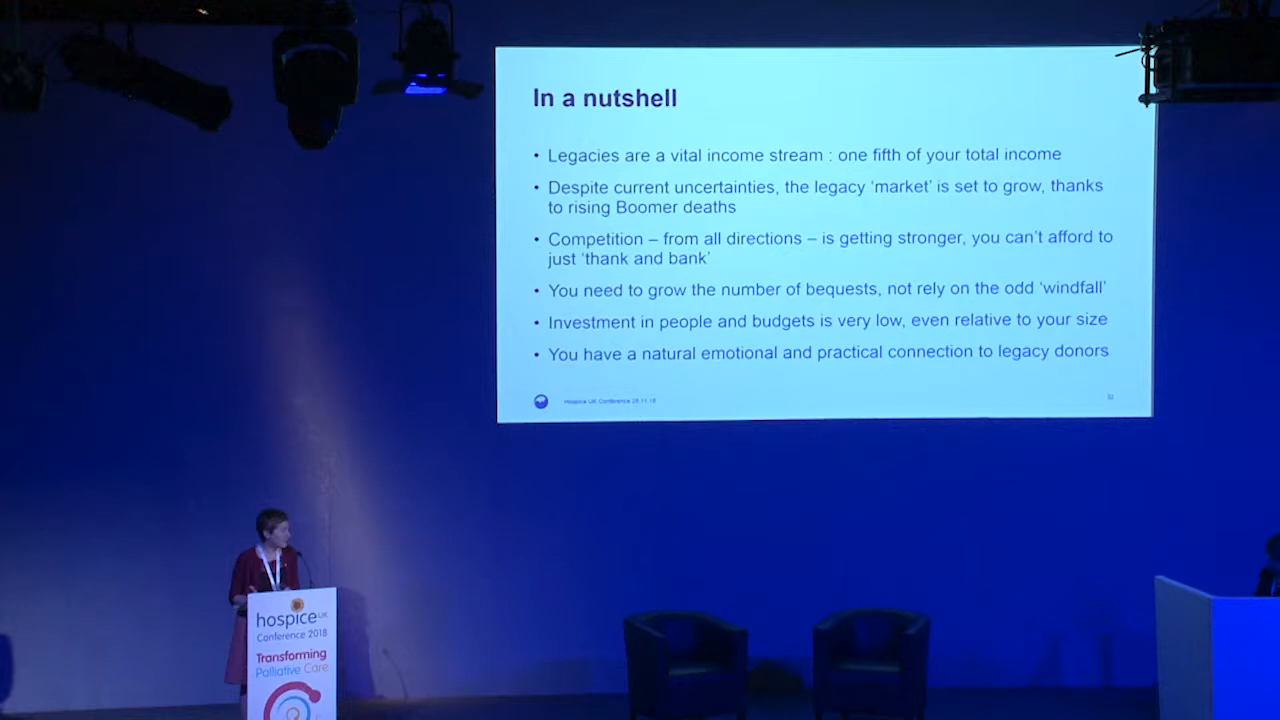 In a nutshell
• Legacies are a vital income stream : one fifth of your total income
• Despite current uncertainties, the legacy ‘market’ is set to grow, thanks
to rising Boomer deaths
• Competition – from all directions – is getting stronger, you can’t afford to
just ‘thank and bank’
• You need to grow the number of bequests, not rely on the odd ‘windfall’
• Investment in people and budgets is very low, even relative to your size
• You have a natural emotional and practical connection to legacy donors
Hospice UK Conference
hospice UK
Conference 2018
Transforming
Palliative Care